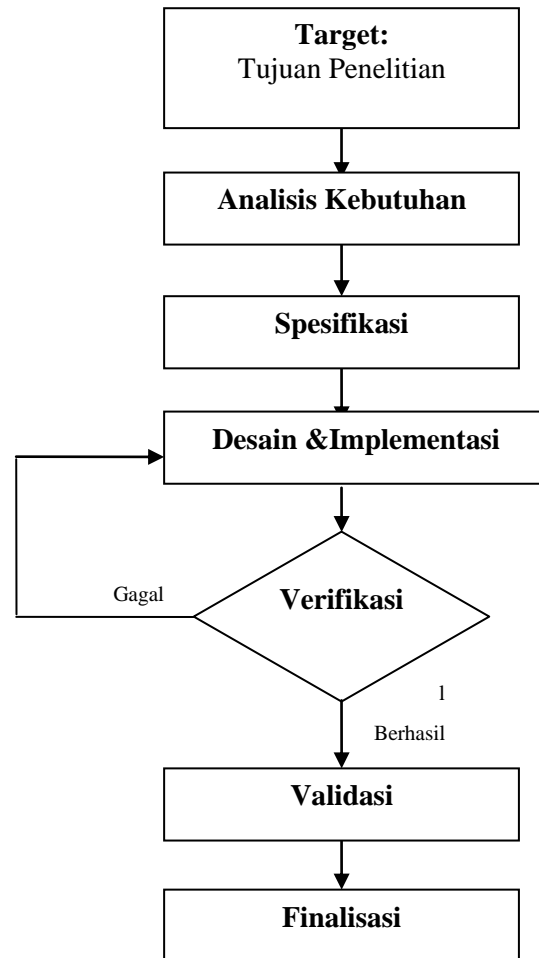 Target:
Tujuan Penelitian
Analisis Kebutuhan
Spesifikasi
Desain &Implementasi
Verifikasi
Gagal
1
Berhasil
Validasi
Finalisasi